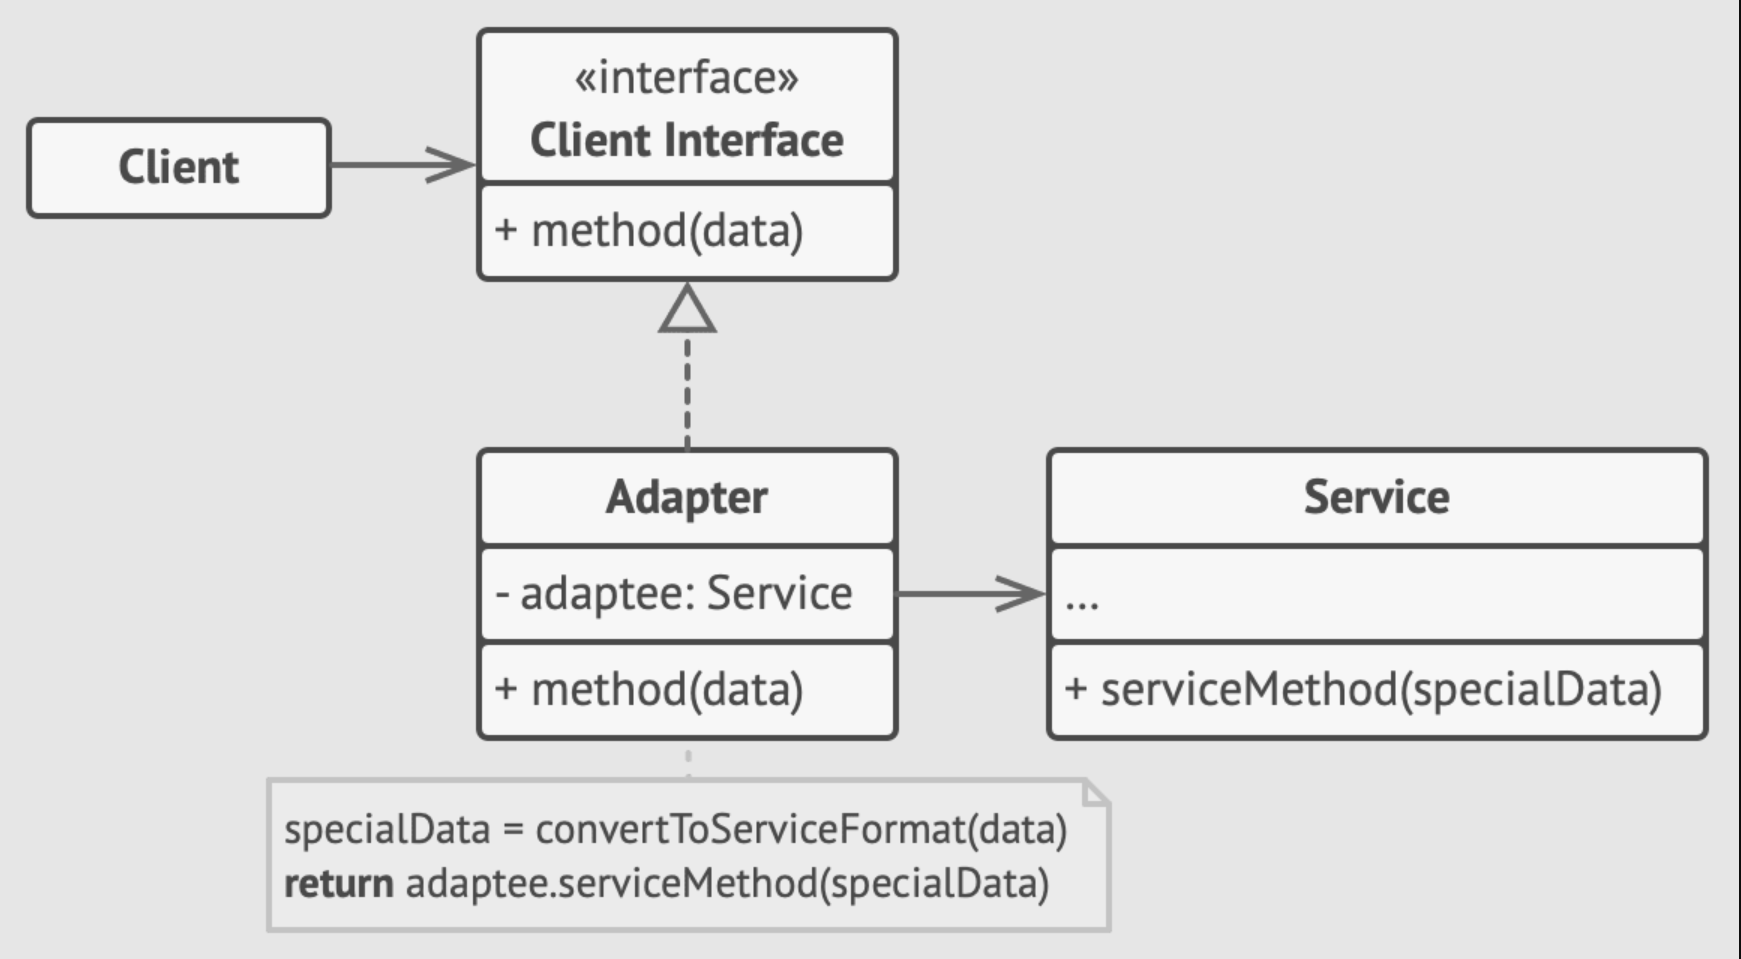 Client
«interface»
Client Interface
+ method(data)
Adapter
- adaptee: Service
+ method(data)
Service
...
+ serviceMethod(specialData)
specialData = convertToServiceFormat(data)
return adaptee.serviceMethod(specialData)